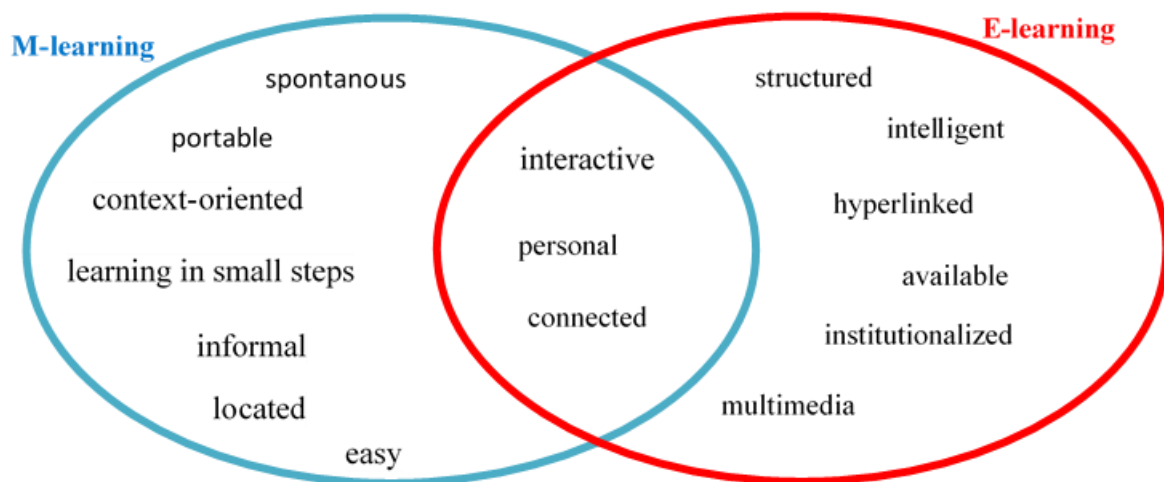 M-learning
E-learning
spontanous
portable
context-oriented
learning in small steps
informal
located
easy
interactive
personal
connected
structured
intelligent
hyperlinked
available
institutionalized
multimedia